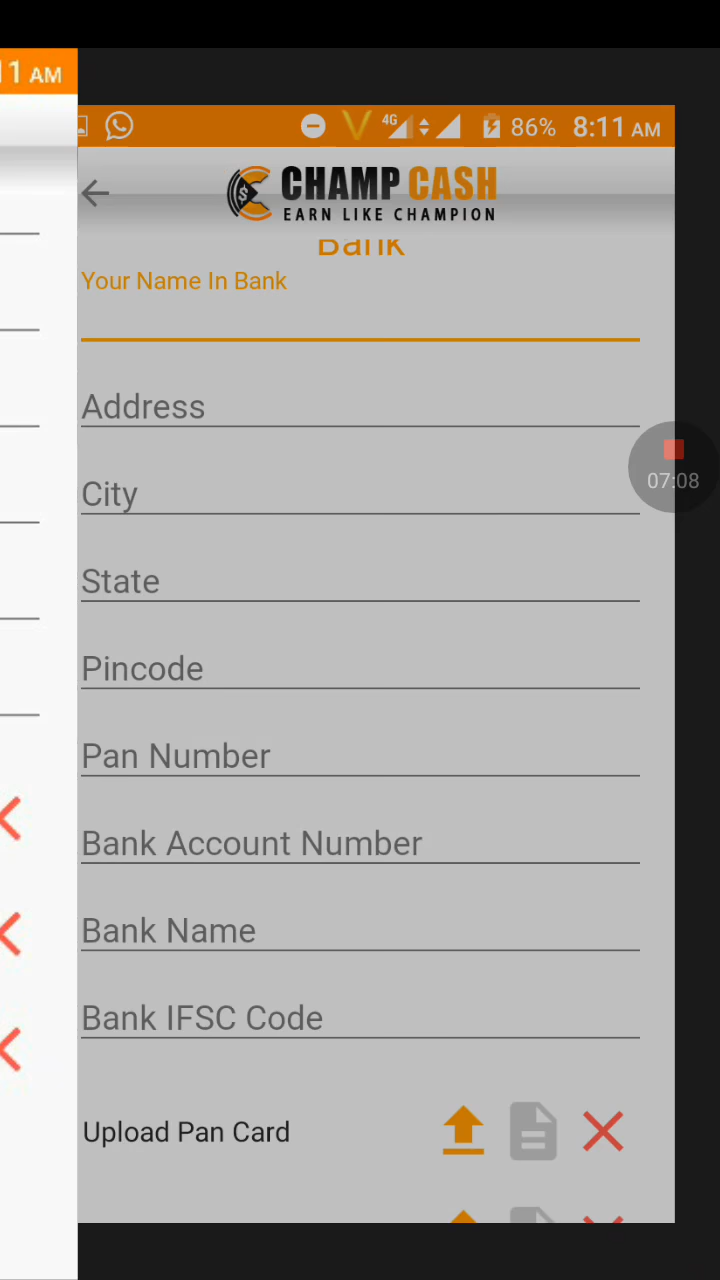 11 AM
4G 86% 8:11 AM
CHAMP CASH
EARN LIKE CHAMPION
Bank
Your Name In Bank
Address
City
07:08
State
Pincode
Pan Number
Bank Account Number
Bank Name
Bank IFSC Code
Upload Pan Card